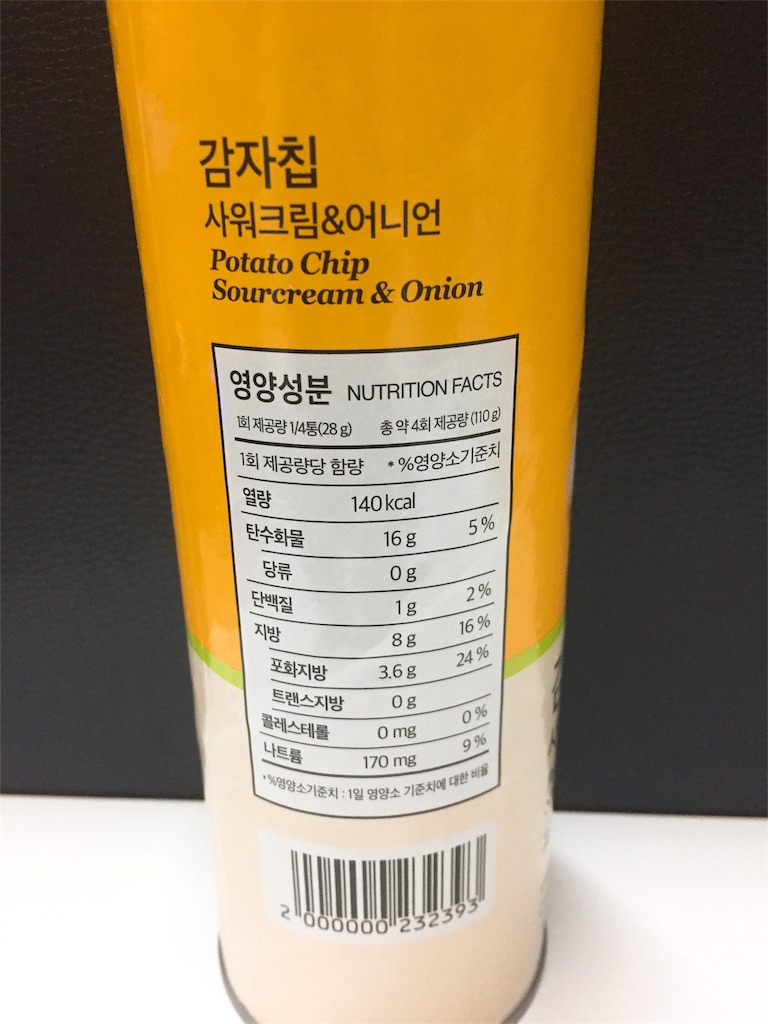 감자칩
사워크림&어니언
Potato Chip
Sourcream & Onion
영양성분 NUTRITION FACTS
1회 제공량 1/4통(28 g) 총 약 4회 제공량 (110 g)
1회 제공량당 함량 *%영양소기준치
열량 140 kcal
탄수화물 16 g 5 %
당류 0 g
단백질 1 g 2 %
지방 8 g 16 %
포화지방 3.6 g 24 %
트랜스지방 0 g
콜레스테롤 0 mg 0 %
나트륨 170 mg 9 %
*%영양소기준치 : 1일 영양소 기준치에 대한 비율
2 000000 232393